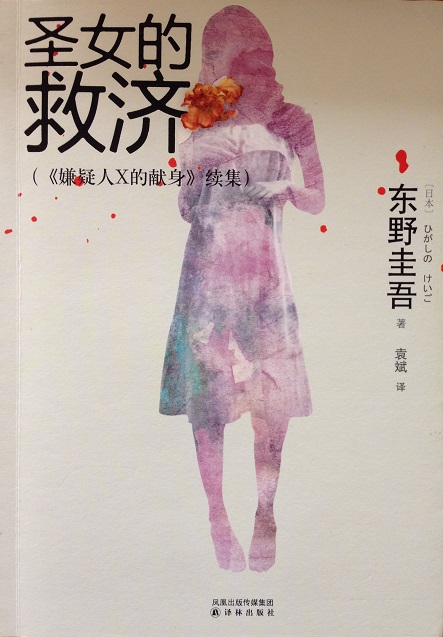 圣女的
救济
(《嫌疑人X的献身》续集)
〔日本〕
ひがしの けいご
东野圭吾
著
袁斌 译
凤凰出版传媒集团
译林出版社